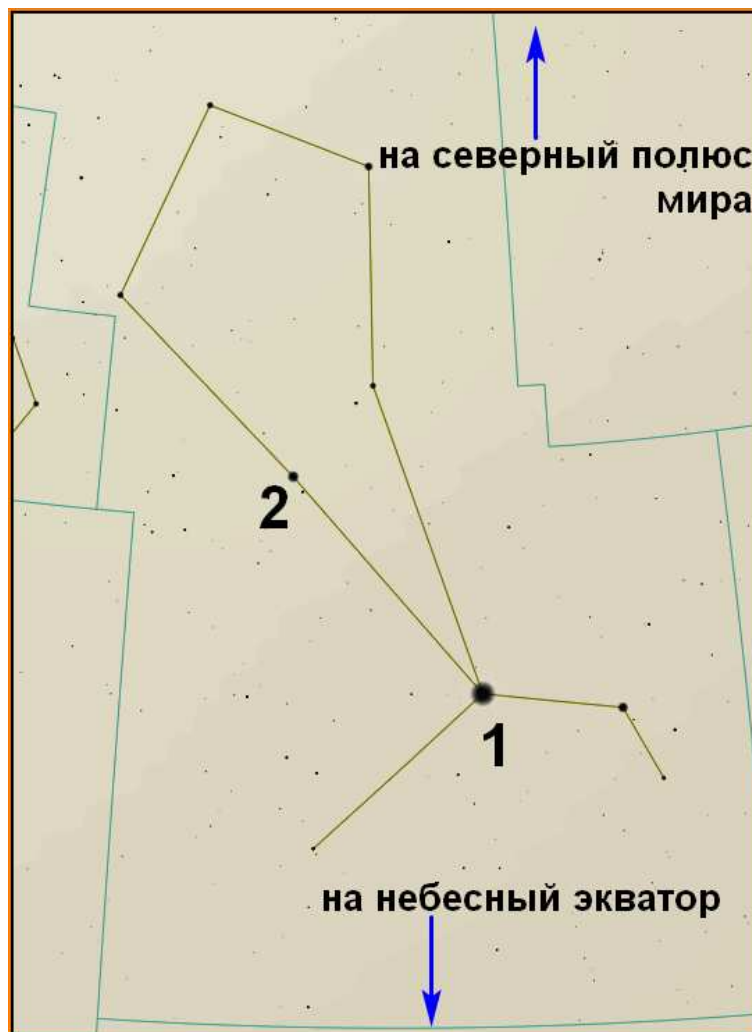 на северный полюс
мира
2
1
на небесный экватор